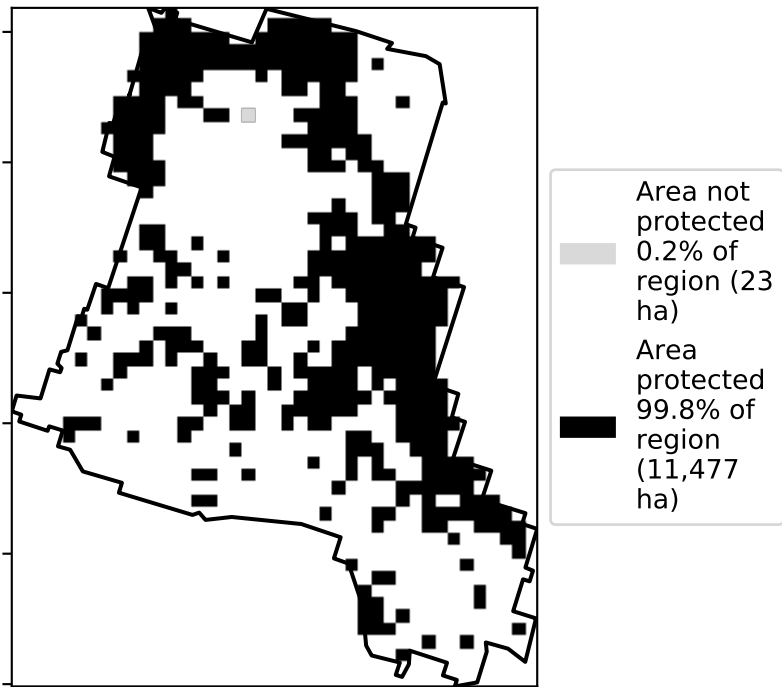 Area not
protected
0.2% of
region (23
ha)
Area
protected
99.8% of
region
(11,477
ha)